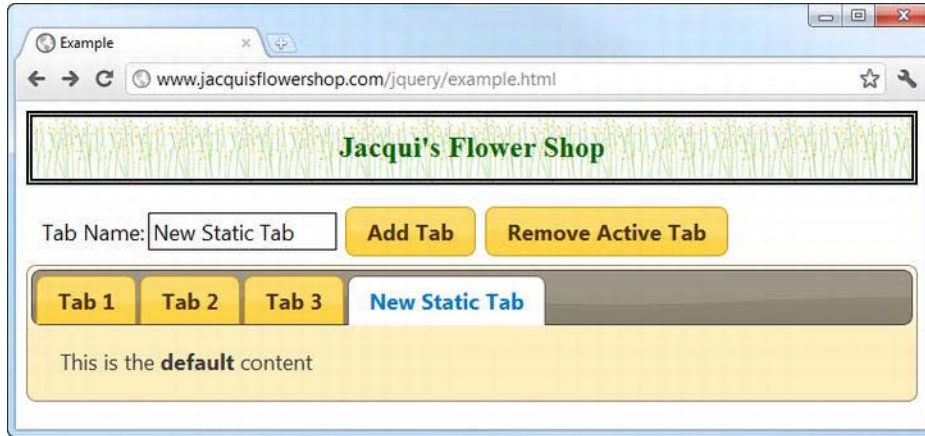 Example
www.jacquisflowershop.com/jquery/example.html
Jacqui's Flower Shop
Tab Name: New Static Tab Add Tab Remove Active Tab
Tab 1 Tab 2 Tab 3 New Static Tab
This is the default content